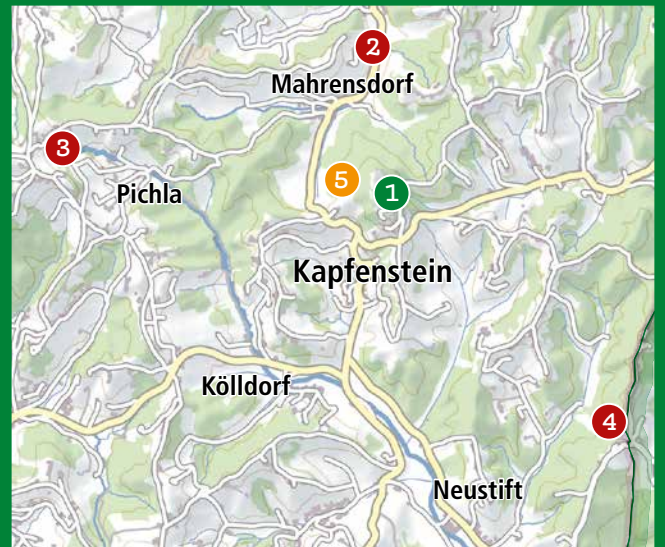 2
Mahrensdorf
3
Pichla
5
1
Kapfenstein
Kölldorf
4
Neustift